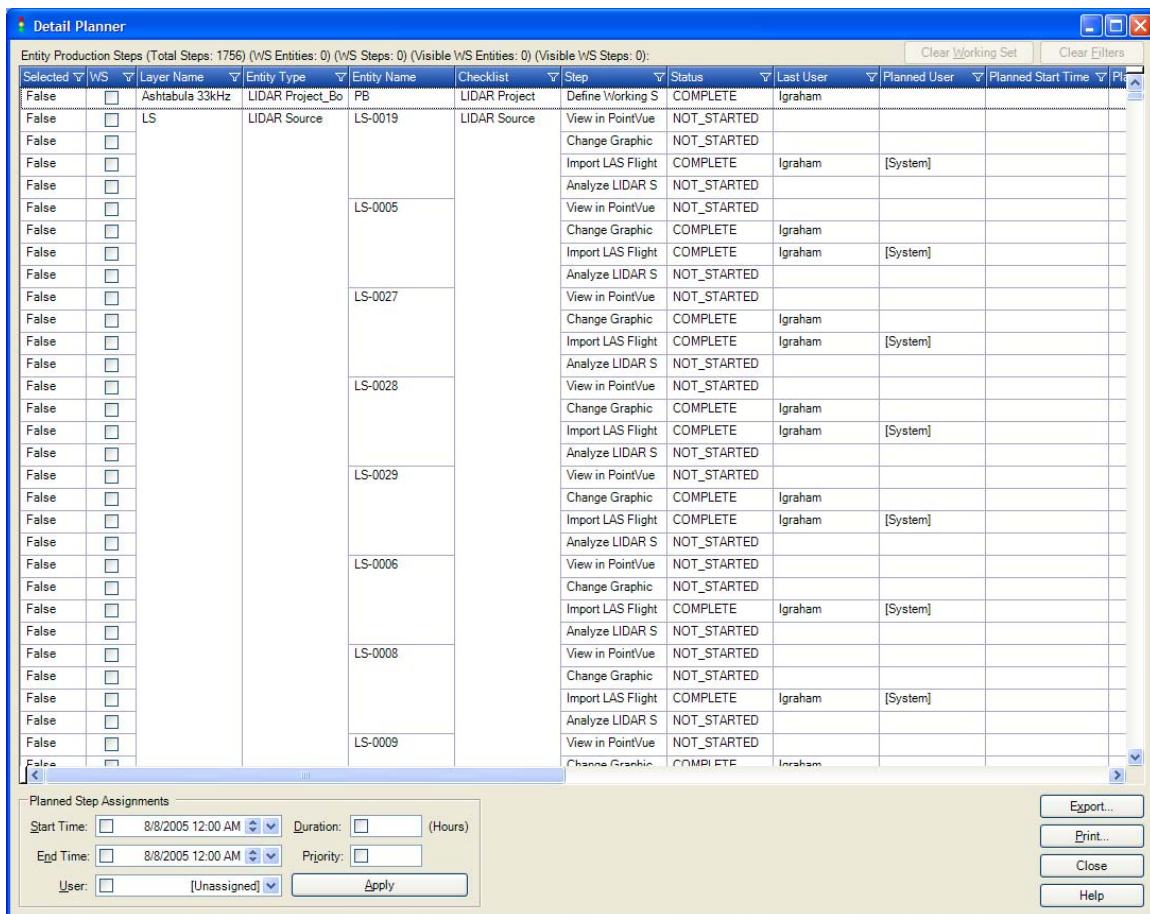 Detail Planner
Entity Production Steps (Total Steps: 1756) (WS Entities: 0) (WS Steps: 0) (Visible WS Entities: 0) (Visible WS Steps: 0):
Clear Working Set Clear Filters
Selected WS Layer Name Entity Type Entity Name Checklist Step Status Last User Planned User Planned Start Time Pla
False Ashtabula 33kHz LIDAR Project_Bo PB LIDAR Project Define Working S COMPLETE lgraham
False LS LIDAR Source LS-0019 LIDAR Source View in PointVue NOT_STARTED
False Change Graphic NOT_STARTED
False Import LAS Flight COMPLETE lgraham [System]
False Analyze LIDAR S NOT_STARTED
False LS-0005 View in PointVue NOT_STARTED
False Change Graphic COMPLETE lgraham
False Import LAS Flight COMPLETE lgraham [System]
False Analyze LIDAR S NOT_STARTED
False LS-0027 View in PointVue NOT_STARTED
False Change Graphic COMPLETE lgraham
False Import LAS Flight COMPLETE lgraham [System]
False Analyze LIDAR S NOT_STARTED
False LS-0028 View in PointVue NOT_STARTED
False Change Graphic COMPLETE lgraham
False Import LAS Flight COMPLETE lgraham [System]
False Analyze LIDAR S NOT_STARTED
False LS-0029 View in PointVue NOT_STARTED
False Change Graphic COMPLETE lgraham
False Import LAS Flight COMPLETE lgraham [System]
False Analyze LIDAR S NOT_STARTED
False LS-0006 View in PointVue NOT_STARTED
False Change Graphic NOT_STARTED
False Import LAS Flight COMPLETE lgraham [System]
False Analyze LIDAR S NOT_STARTED
False LS-0008 View in PointVue NOT_STARTED
False Change Graphic NOT_STARTED
False Import LAS Flight COMPLETE lgraham [System]
False Analyze LIDAR S NOT_STARTED
False LS-0009 View in PointVue NOT_STARTED
False Change Graphic COMPLETE lgraham
Planned Step Assignments
Start Time: 8/8/2005 12:00 AM Duration: (Hours)
End Time: 8/8/2005 12:00 AM Priority:
User: [Unassigned] Apply
Export...
Print...
Close
Help